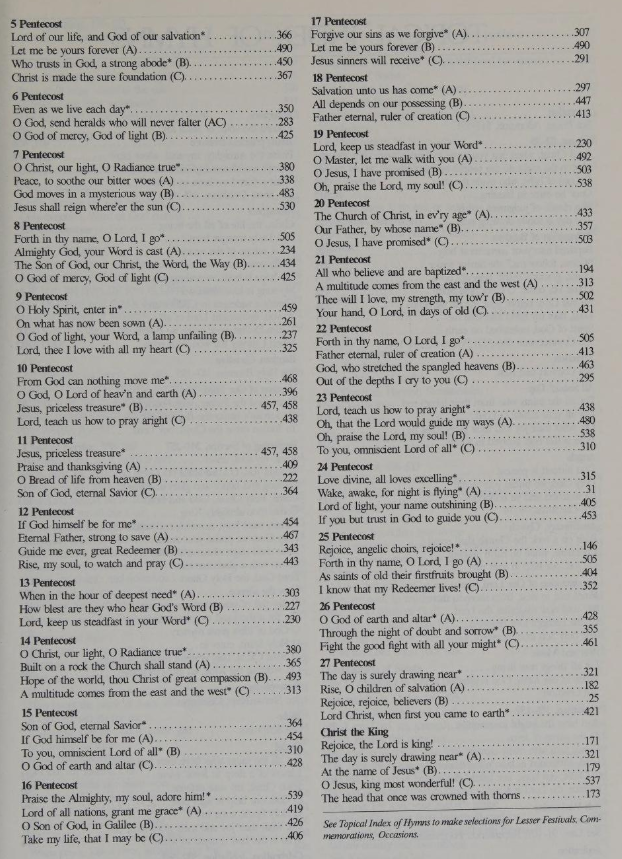 5 Pentecost
Lord of our life, and God of our salvation* .................366
Let me be yours forever (A)..............................490
Who trusts in God, a strong abode* (B)...................450
Christ is made the sure foundation (C)....................367
6 Pentecost
Even as we live each day*...............................350
O God, send heralds who will never falter (AC) ............283
O God of mercy, God of light (B)........................425
7 Pentecost
O Christ, our light, O Radiance true*.....................380
Peace, to soothe our bitter woes (A) ......................338
God moves in a mysterious way (B)......................483
Jesus shall reign where'er the sun (C).....................530
8 Pentecost
Forth in thy name, O Lord, I go* ........................505
Almighty God, your Word is cast (A).....................234
The Son of God, our Christ, the Word, the Way (B).......434
O God of mercy, God of light (C) .......................425
9 Pentecost
O Holy Spirit, enter in* .................................459
On what has now been sown (A).........................261
O God of light, your Word, a lamp unfailing (B)...........237
Lord, thee I love with all my heart (C) ....................325
10 Pentecost
From God can nothing move me*........................468
O God, O Lord of heav'n and earth (A) ..................396
Jesus, priceless treasure* (B) ........................457, 458
Lord, teach us how to pray aright (C) ....................438
11 Pentecost
Jesus, priceless treasure* ...........................457, 458
Praise and thanksgiving (A) .............................409
O Bread of life from heaven (B) .........................222
Son of God, eternal Savior (C)...........................364
12 Pentecost
If God himself be for me* ..............................454
Eternal Father, strong to save (A) ........................467
Guide me ever, great Redeemer (B) ......................343
Rise, my soul, to watch and pray (C) .....................443
13 Pentecost
When in the hour of deepest need* (A)...................303
How blest are they who hear God's Word (B) ............227
Lord, keep us steadfast in your Word* (C) ...............230
14 Pentecost
O Christ, our light, O Radiance true*.....................380
Built on a rock the Church shall stand (A) ................365
Hope of the world, thou Christ of great compassion (B)...493
A multitude comes from the east and the west* (C) .......313
15 Pentecost
Son of God, eternal Savior*..............................364
If God himself be for me (A)............................454
To you, omniscient Lord of all* (B) ......................310
O God of earth and altar (C).............................428
16 Pentecost
Praise the Almighty, my soul, adore him!* ................539
Lord of all nations, grant me grace* (A) ..................419
O Son of God, in Galilee (B)............................426
Take my life, that I may be (C)..........................406
17 Pentecost
Forgive our sins as we forgive* (A).......................307
Let me be yours forever (B) .............................490
Jesus sinners will receive* (C)............................291
18 Pentecost
Salvation unto us has come* (A).........................297
All depends on our possessing (B)........................447
Father eternal, ruler of creation (C) ......................413
19 Pentecost
Lord, keep us steadfast in your Word*....................230
O Master, let me walk with you (A) .....................492
O Jesus, I have promised (B) ............................503
Oh, praise the Lord, my soul! (C) .......................538
20 Pentecost
The Church of Christ, in ev'ry age* (A)..................433
Our Father, by whose name* (B).........................357
O Jesus, I have promised* (C) ...........................503
21 Pentecost
All who believe and are baptized*........................194
A multitude comes from the east and the west (A) ........313
Thee will I love, my strength, my tow'r (B) ...............502
Your hand, O Lord, in days of old (C)....................431
22 Pentecost
Forth in thy name, O Lord, I go* ........................505
Father eternal, ruler of creation (A) ......................413
God, who stretched the spangled heavens (B).............463
Out of the depths I cry to you (C) .......................295
23 Pentecost
Lord, teach us how to pray aright* .......................438
Oh, that the Lord would guide my ways (A)..............480
Oh, praise the Lord, my soul! (B) .......................538
To you, omniscient Lord of all* (C) ......................310
24 Pentecost
Love divine, all loves excelling* ..........................315
Wake, awake, for night is flying* (A) .....................31
Lord of light, your name outshining (B)...................405
If you but trust in God to guide you (C)..................453
25 Pentecost
Rejoice, angelic choirs, rejoice!*..........................146
Forth in thy name, O Lord, I go (A) .....................505
As saints of old their firstfruits brought (B) ...............404
I know that my Redeemer lives! (C) .....................352
26 Pentecost
O God of earth and altar* (A)............................428
Through the night of doubt and sorrow* (B)..............355
Fight the good fight with all your might* (C) .............461
27 Pentecost
The day is surely drawing near* .........................321
Rise, O children of salvation (A) .........................182
Rejoice, rejoice, believers (B) .............................25
Lord Christ, when first you came to earth* ...............421
Christ the King
Rejoice, the Lord is king! ...............................171
The day is surely drawing near* (A)......................321
At the name of Jesus* (B)...............................179
O Jesus, king most wonderful! (C).......................537
The head that once was crowned with thorns.............173
See Topical Index of Hymns to make selections for Lesser Festivals, Com-
memorations, Occasions.